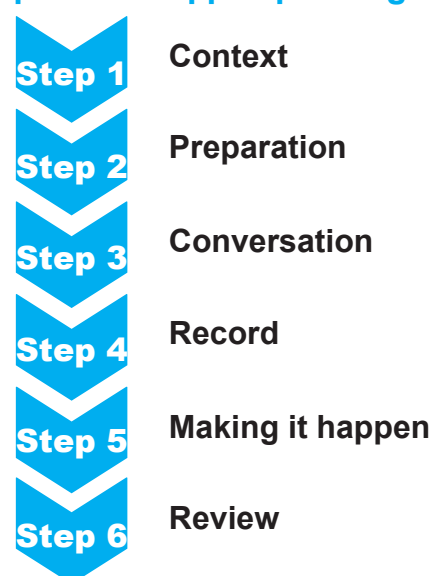 Step 1 Context
Step 2 Preparation
Step 3 Conversation
Step 4 Record
Step 5 Making it happen
Step 6 Review